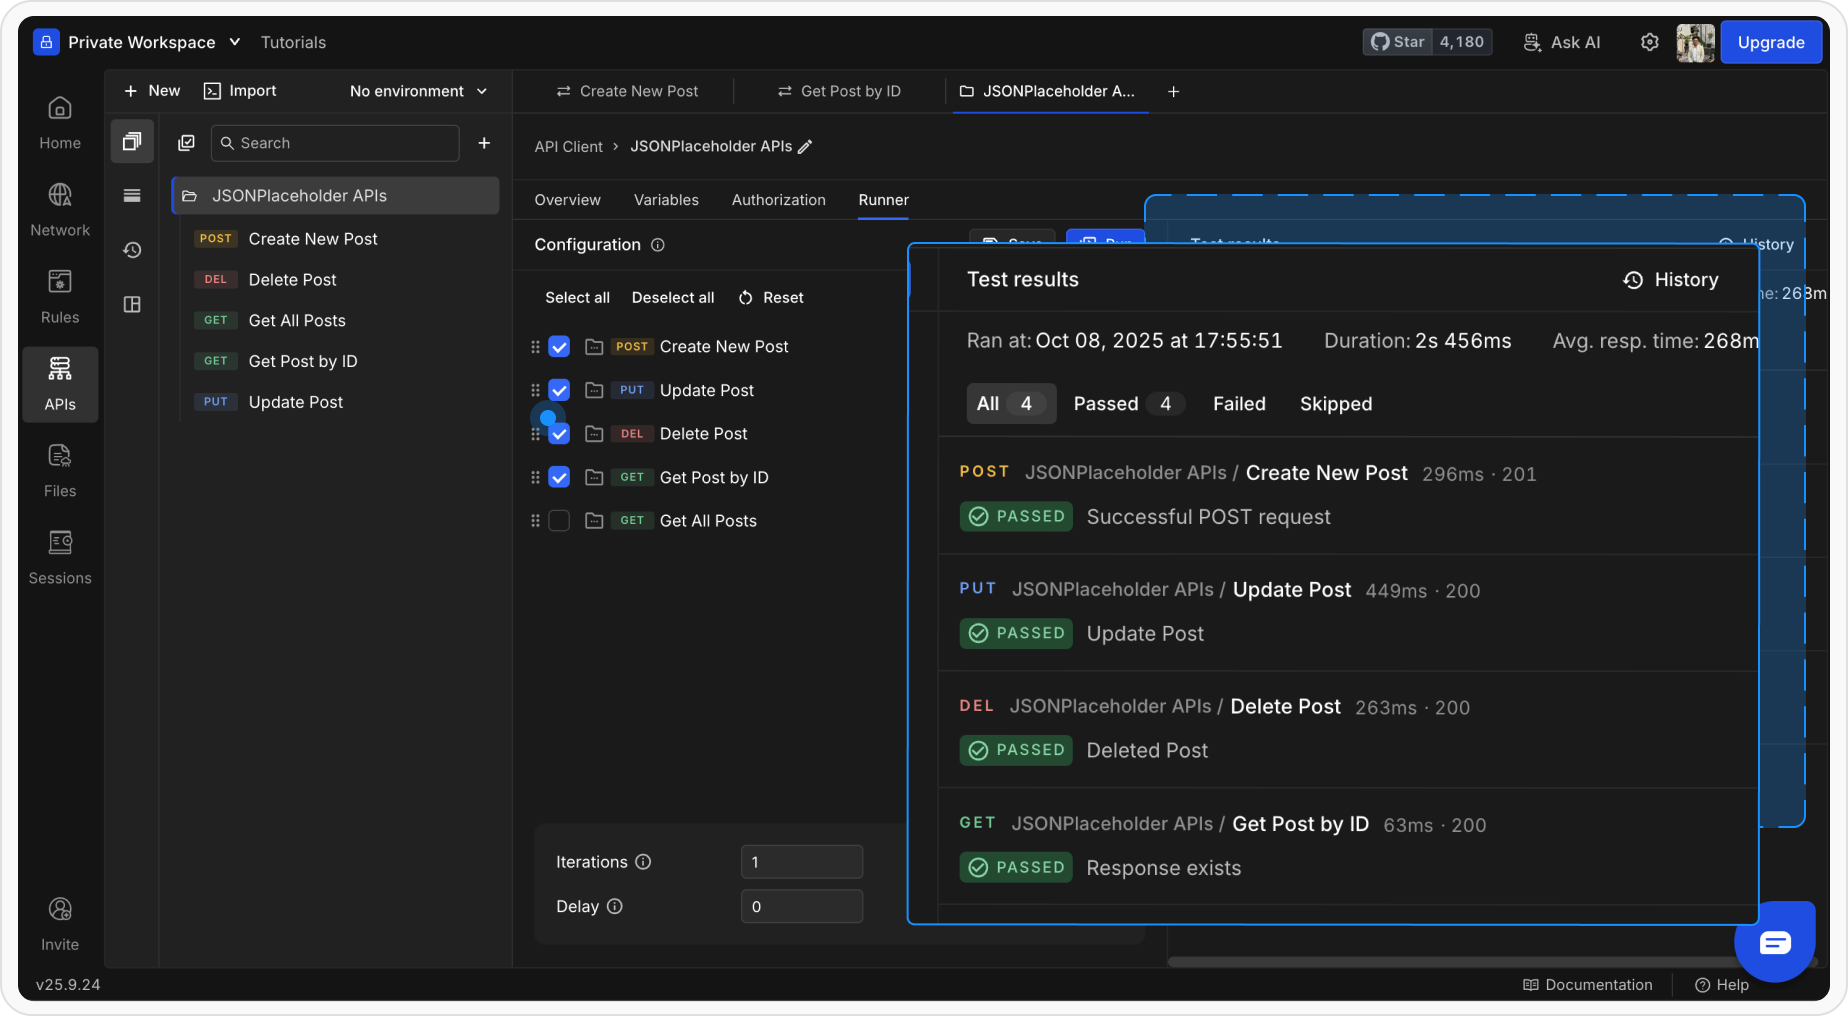 Private Workspace
Tutorials
Star 4,180
Ask AI
Upgrade
Home
Network
Rules
APIs
Files
Sessions
Invite
New
Import
No environment
Search
JSONPlaceholder APIs
POST Create New Post
DEL Delete Post
GET Get All Posts
GET Get Post by ID
PUT Update Post
Create New Post
Get Post by ID
JSONPlaceholder A...
API Client › JSONPlaceholder APIs
Overview
Variables
Authorization
Runner
Configuration
Save
Run
Test results
History
Select all
Deselect all
Reset
POST Create New Post
PUT Update Post
DEL Delete Post
GET Get Post by ID
GET Get All Posts
Iterations 1
Delay 0
Test results
History
Ran at: Oct 08, 2025 at 17:55:51
Duration: 2s 456ms
Avg. resp. time: 268m
ne: 268m
All 4
Passed 4
Failed
Skipped
POST JSONPlaceholder APIs / Create New Post 296ms · 201
PASSED Successful POST request
PUT JSONPlaceholder APIs / Update Post 449ms · 200
PASSED Update Post
DEL JSONPlaceholder APIs / Delete Post 263ms · 200
PASSED Deleted Post
GET JSONPlaceholder APIs / Get Post by ID 63ms · 200
PASSED Response exists
v25.9.24
Documentation
Help